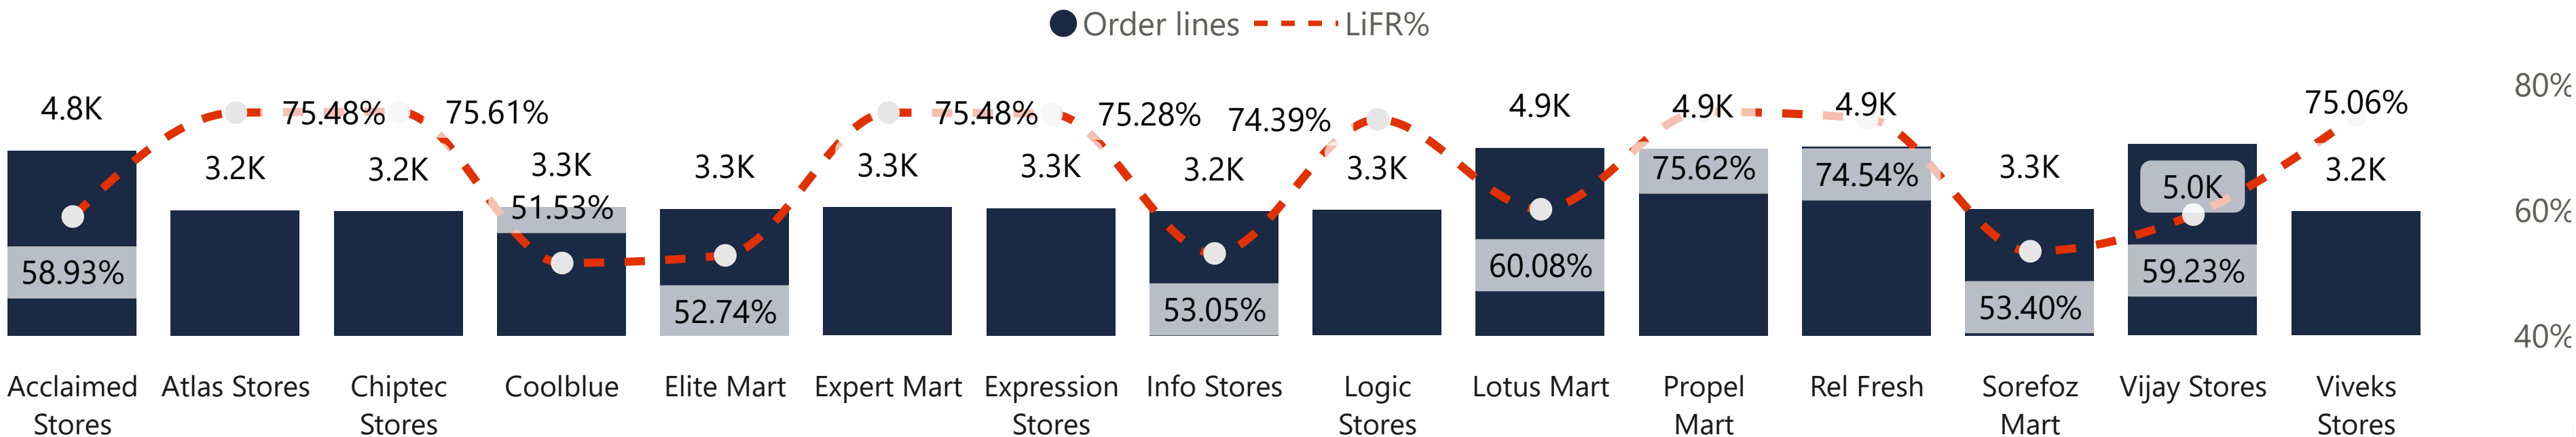 Order lines LiFR%
4.8K
75.48%
75.61%
75.48%
75.28%
74.39%
4.9K
4.9K
4.9K
75.06%
80%
3.2K
3.2K
3.3K
3.3K
3.3K
3.3K
3.2K
3.3K
75.62%
74.54%
3.3K
5.0K
3.2K
51.53%
60%
58.93%
52.74%
53.05%
60.08%
53.40%
59.23%
40%
Acclaimed Atlas Stores Chiptec Coolblue Elite Mart Expert Mart Expression Info Stores Logic Lotus Mart Propel Rel Fresh Sorefoz Vijay Stores Viveks
Stores Stores Stores Stores Mart Mart Stores